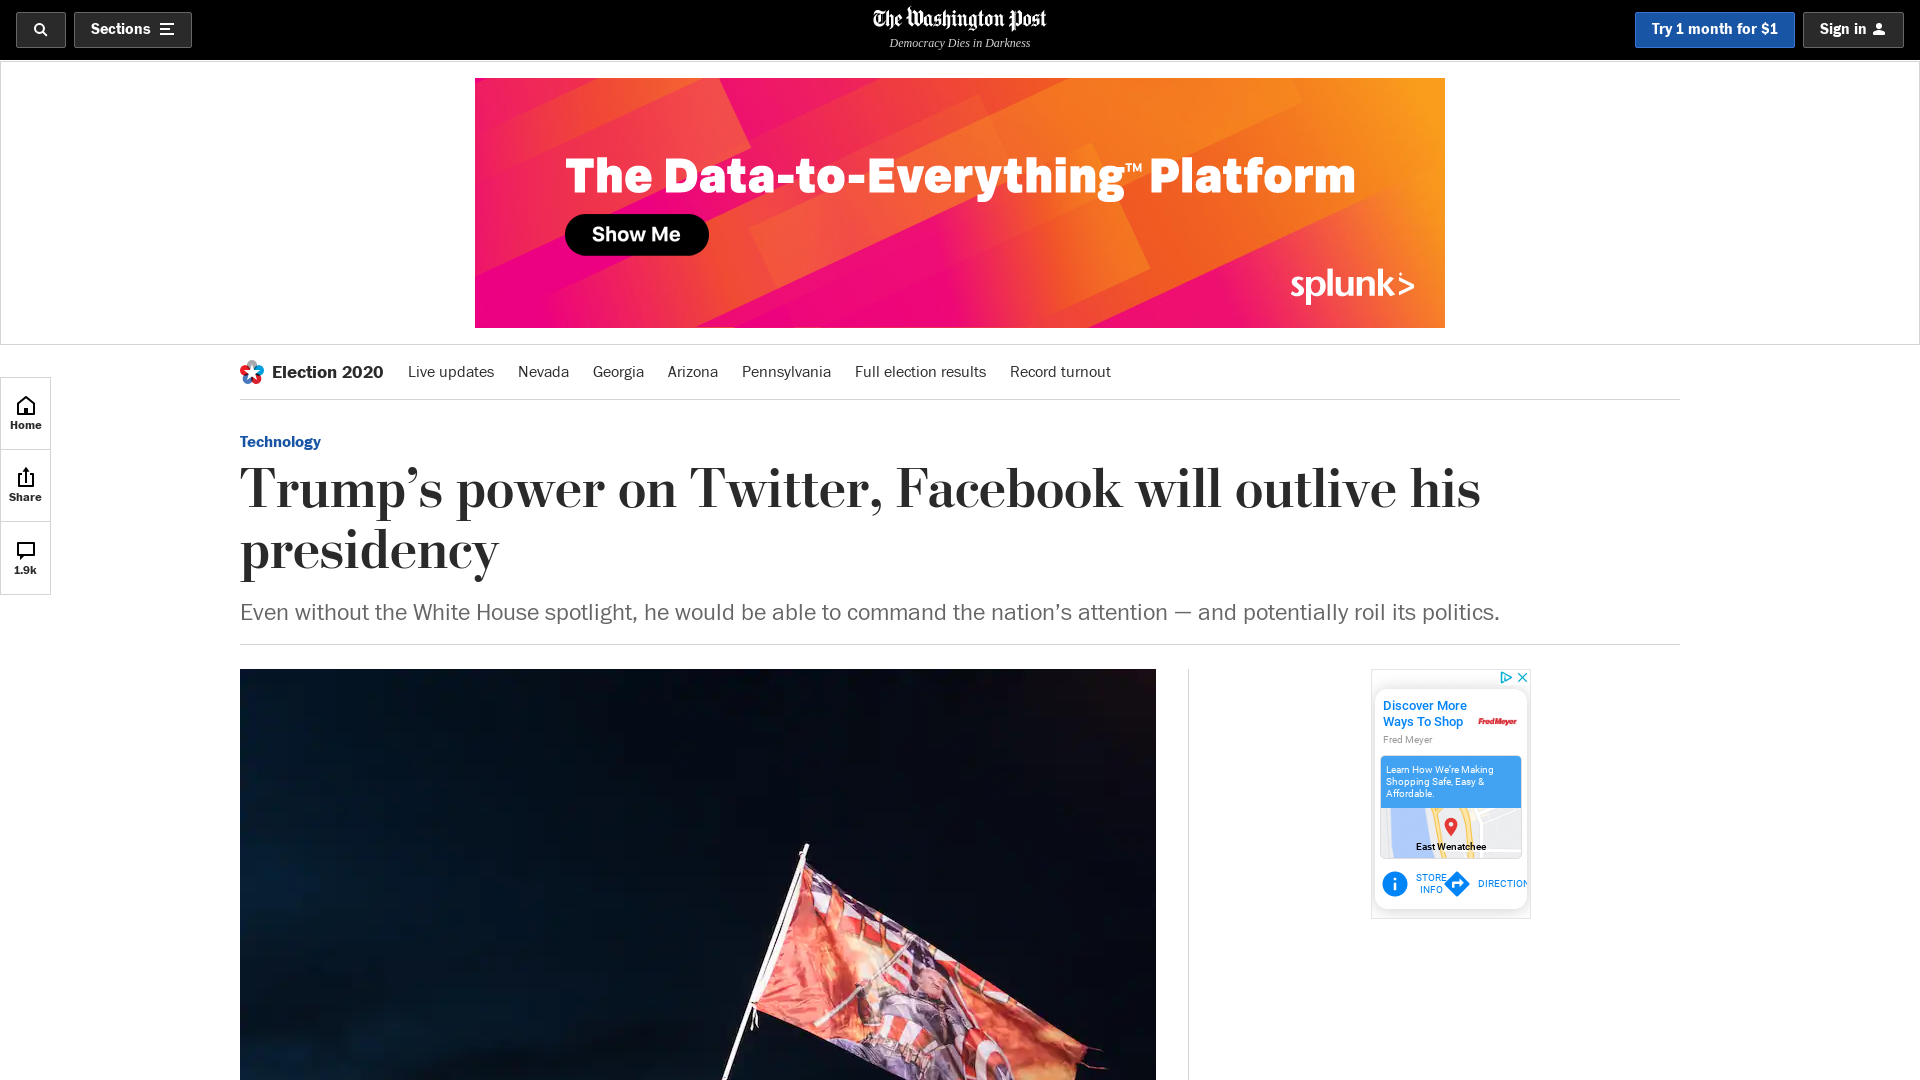 Sections
The Washington Post
Democracy Dies in Darkness
Try 1 month for $1
Sign in
The Data-to-Everything™ Platform
Show Me
splunk>
Election 2020
Live updates
Nevada
Georgia
Arizona
Pennsylvania
Full election results
Record turnout
Home
Share
1.9k
Technology
Trump’s power on Twitter, Facebook will outlive his
presidency
Even without the White House spotlight, he would be able to command the nation’s attention — and potentially roil its politics.
Discover More
Ways To Shop
Fred Meyer
Fred Meyer
Learn How We're Making
Shopping Safe, Easy &
Affordable.
East Wenatchee
STORE
INFO
DIRECTION